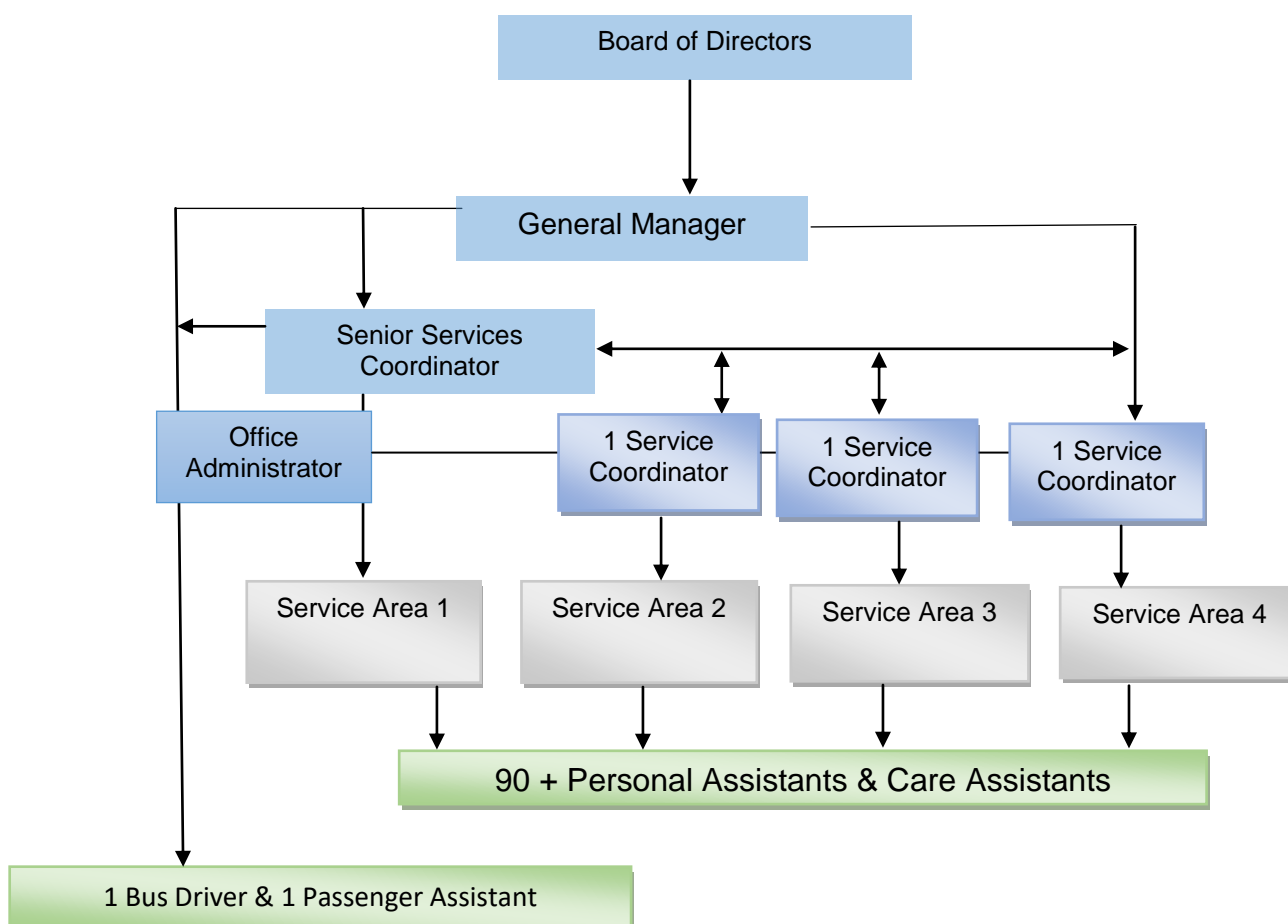 Board of Directors
General Manager
Senior Services
Coordinator
Office
Administrator
1 Service
Coordinator
1 Service
Coordinator
1 Service
Coordinator
Service Area 1
Service Area 2
Service Area 3
Service Area 4
90 + Personal Assistants & Care Assistants
1 Bus Driver & 1 Passenger Assistant